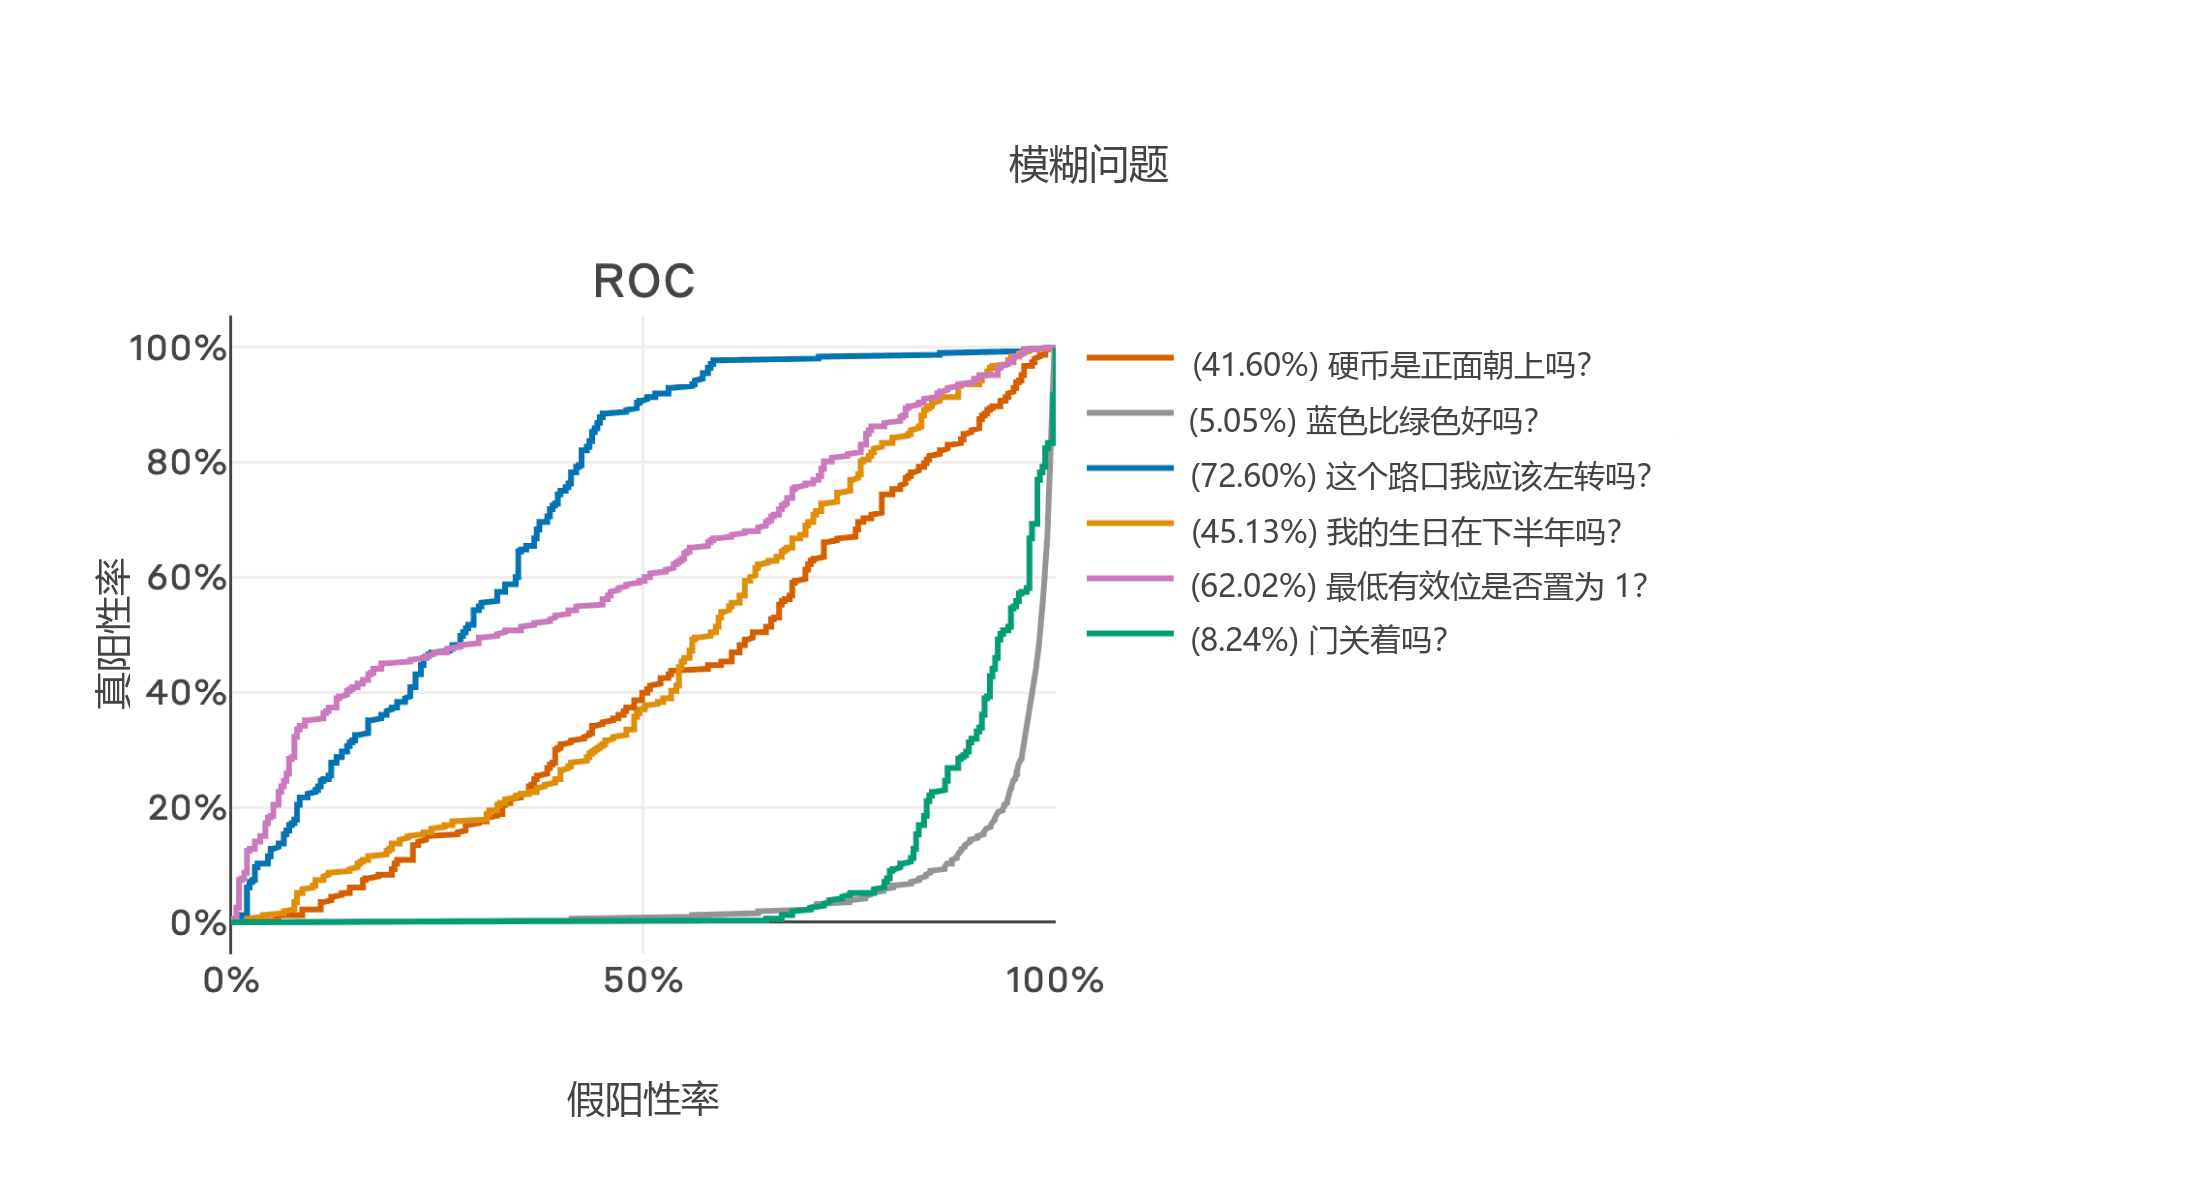 模糊问题
ROC
100%
80%
60%
40%
20%
0%
真阳性率
0%
50%
100%
假阳性率
(41.60%) 硬币是正面朝上吗?
(5.05%) 蓝色比绿色好吗?
(72.60%) 这个路口我应该左转吗?
(45.13%) 我的生日在下半年吗?
(62.02%) 最低有效位是否置为 1?
(8.24%) 门关着吗?